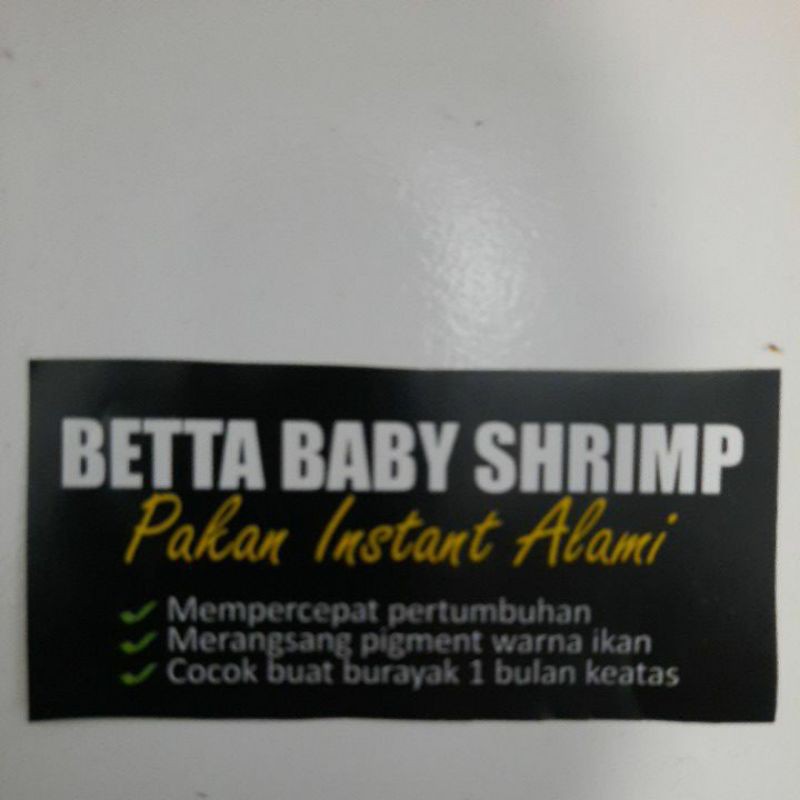 BETTA BABY SHRIMP
Pakan Instant Alami
Mempercepat pertumbuhan
Merangsang pigment warna ikan
Cocok buat burayak 1 bulan keatas